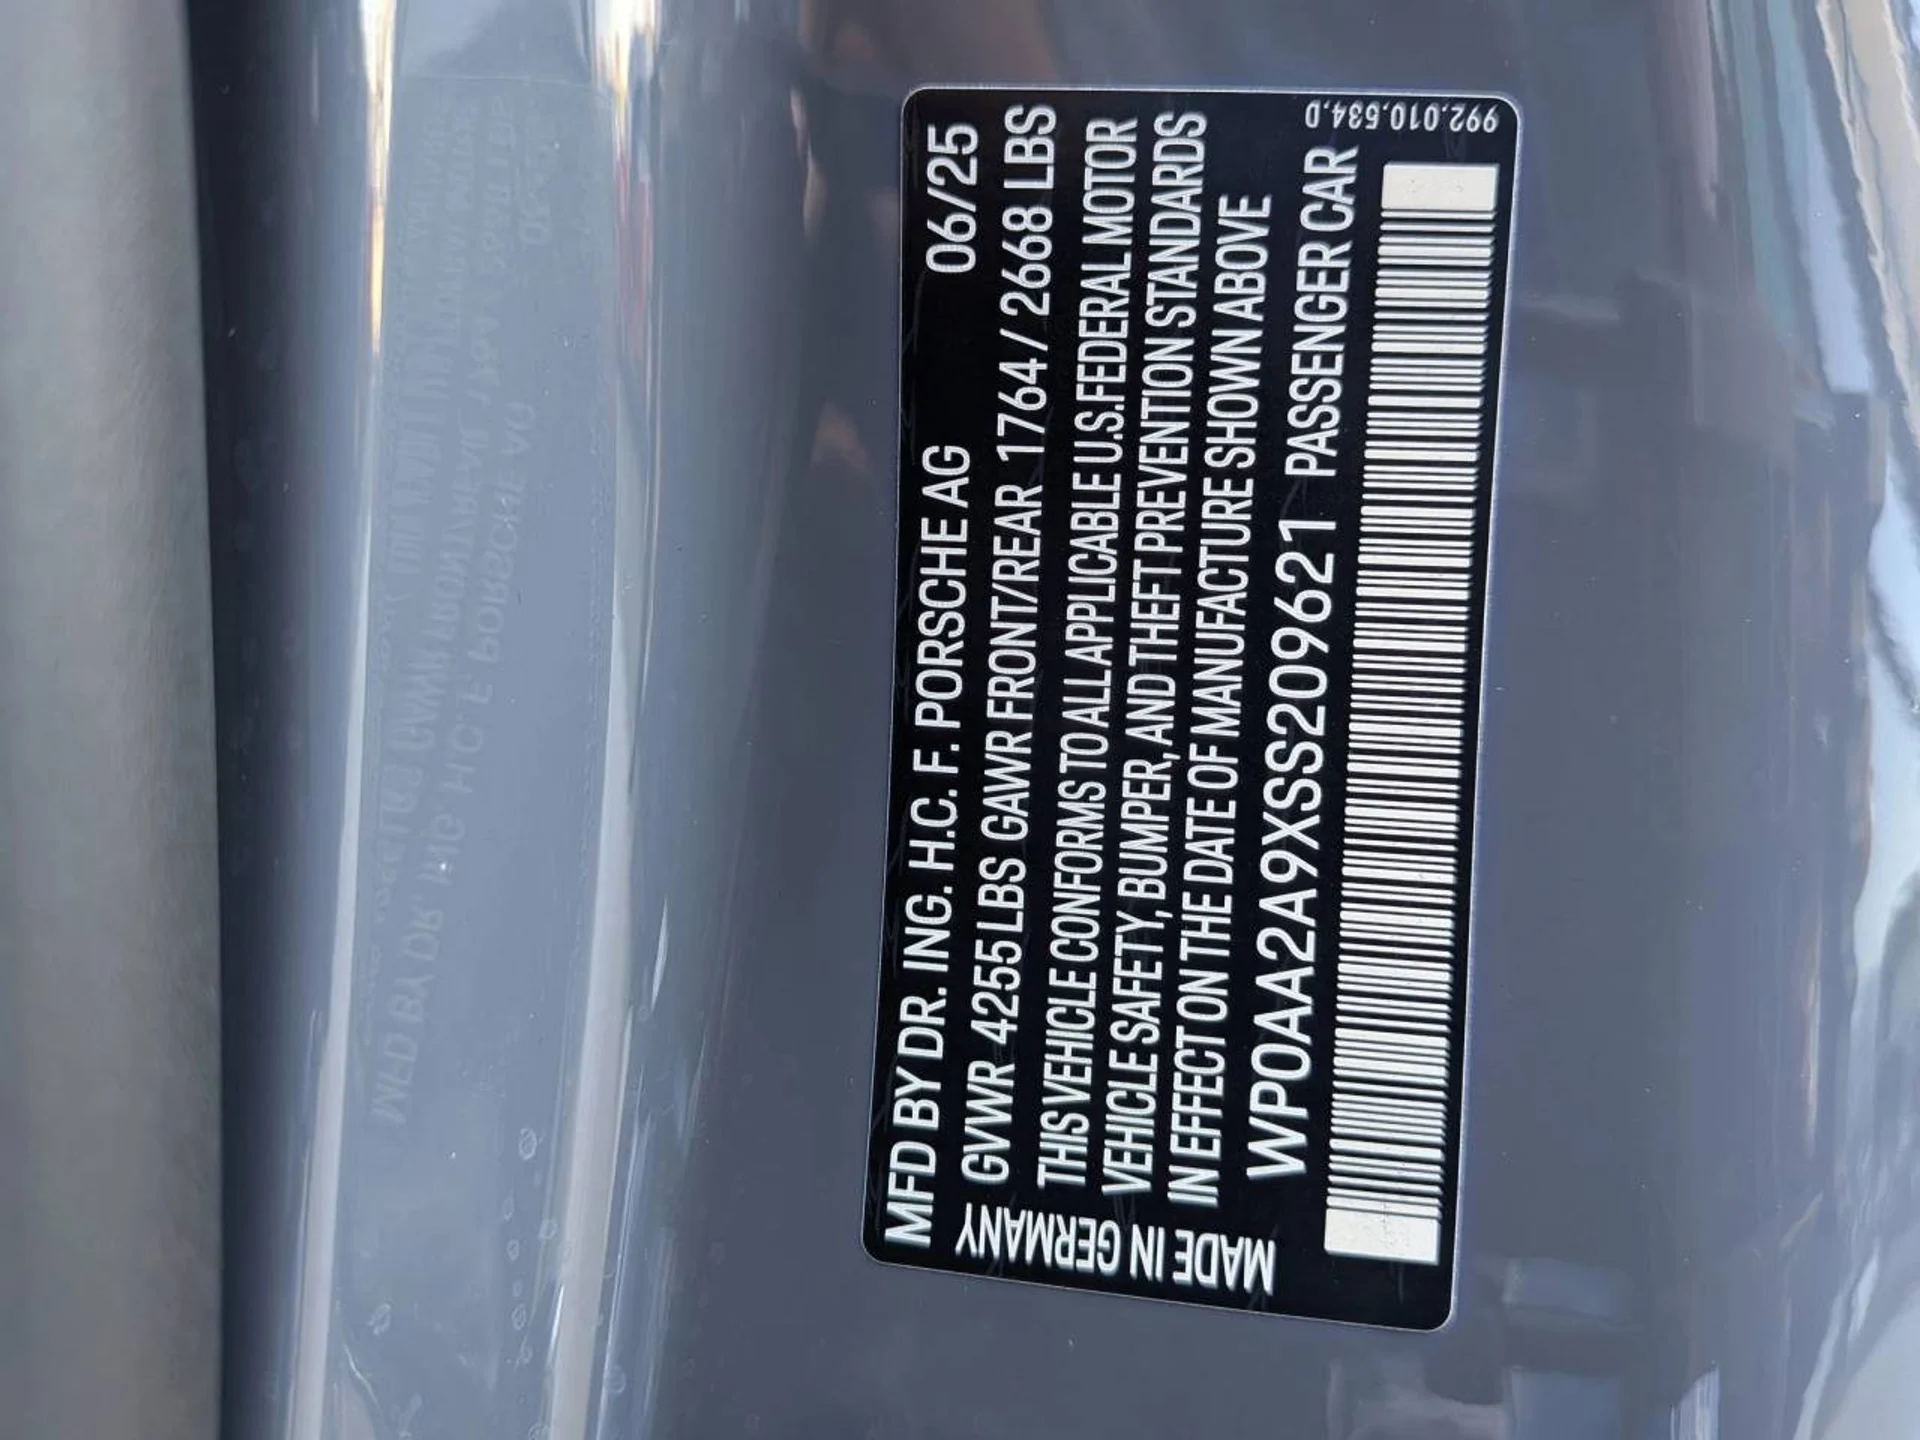 MFD BY DR. ING. H.C. F. PORSCHE AG 06/25
GVWR 4255 LBS GAWR FRONT/REAR 1764 / 2668 LBS
THIS VEHICLE CONFORMS TO ALL APPLICABLE U.S. FEDERAL MOTOR
VEHICLE SAFETY, BUMPER, AND THEFT PREVENTION STANDARDS
IN EFFECT ON THE DATE OF MANUFACTURE SHOWN ABOVE
WP0AA2A9XSS209621 PASSENGER CAR
MADE IN GERMANY
992.010.534.D